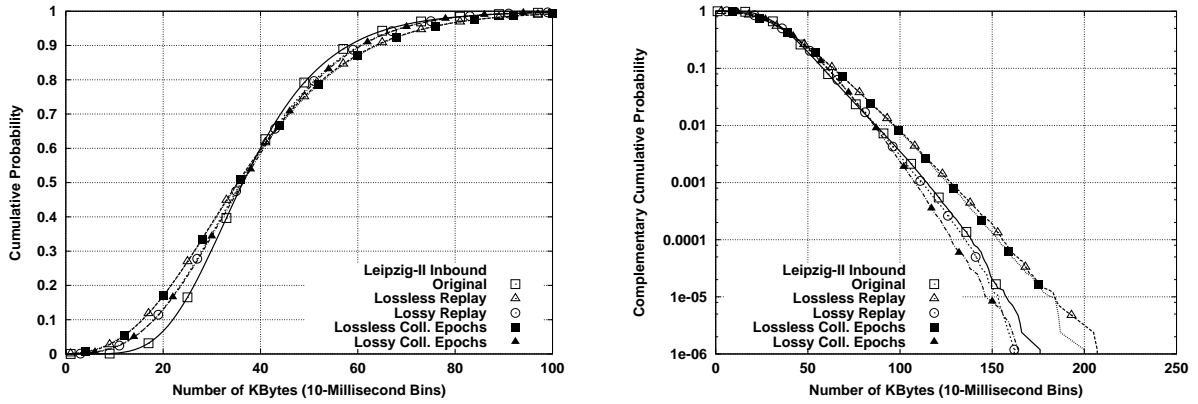 1
0.9
0.8
0.7
0.6
0.5
0.4
0.3
0.2
0.1
0
Cumulative Probability
Leipzig-II Inbound
Original
Lossless Replay
Lossy Replay
Lossless Coll. Epochs
Lossy Coll. Epochs
0 20 40 60 80 100
Number of KBytes (10-Millisecond Bins)
1
0.1
0.01
0.001
0.0001
1e-05
1e-06
Complementary Cumulative Probability
Leipzig-II Inbound
Original
Lossless Replay
Lossy Replay
Lossless Coll. Epochs
Lossy Coll. Epochs
0 50 100 150 200 250
Number of KBytes (10-Millisecond Bins)